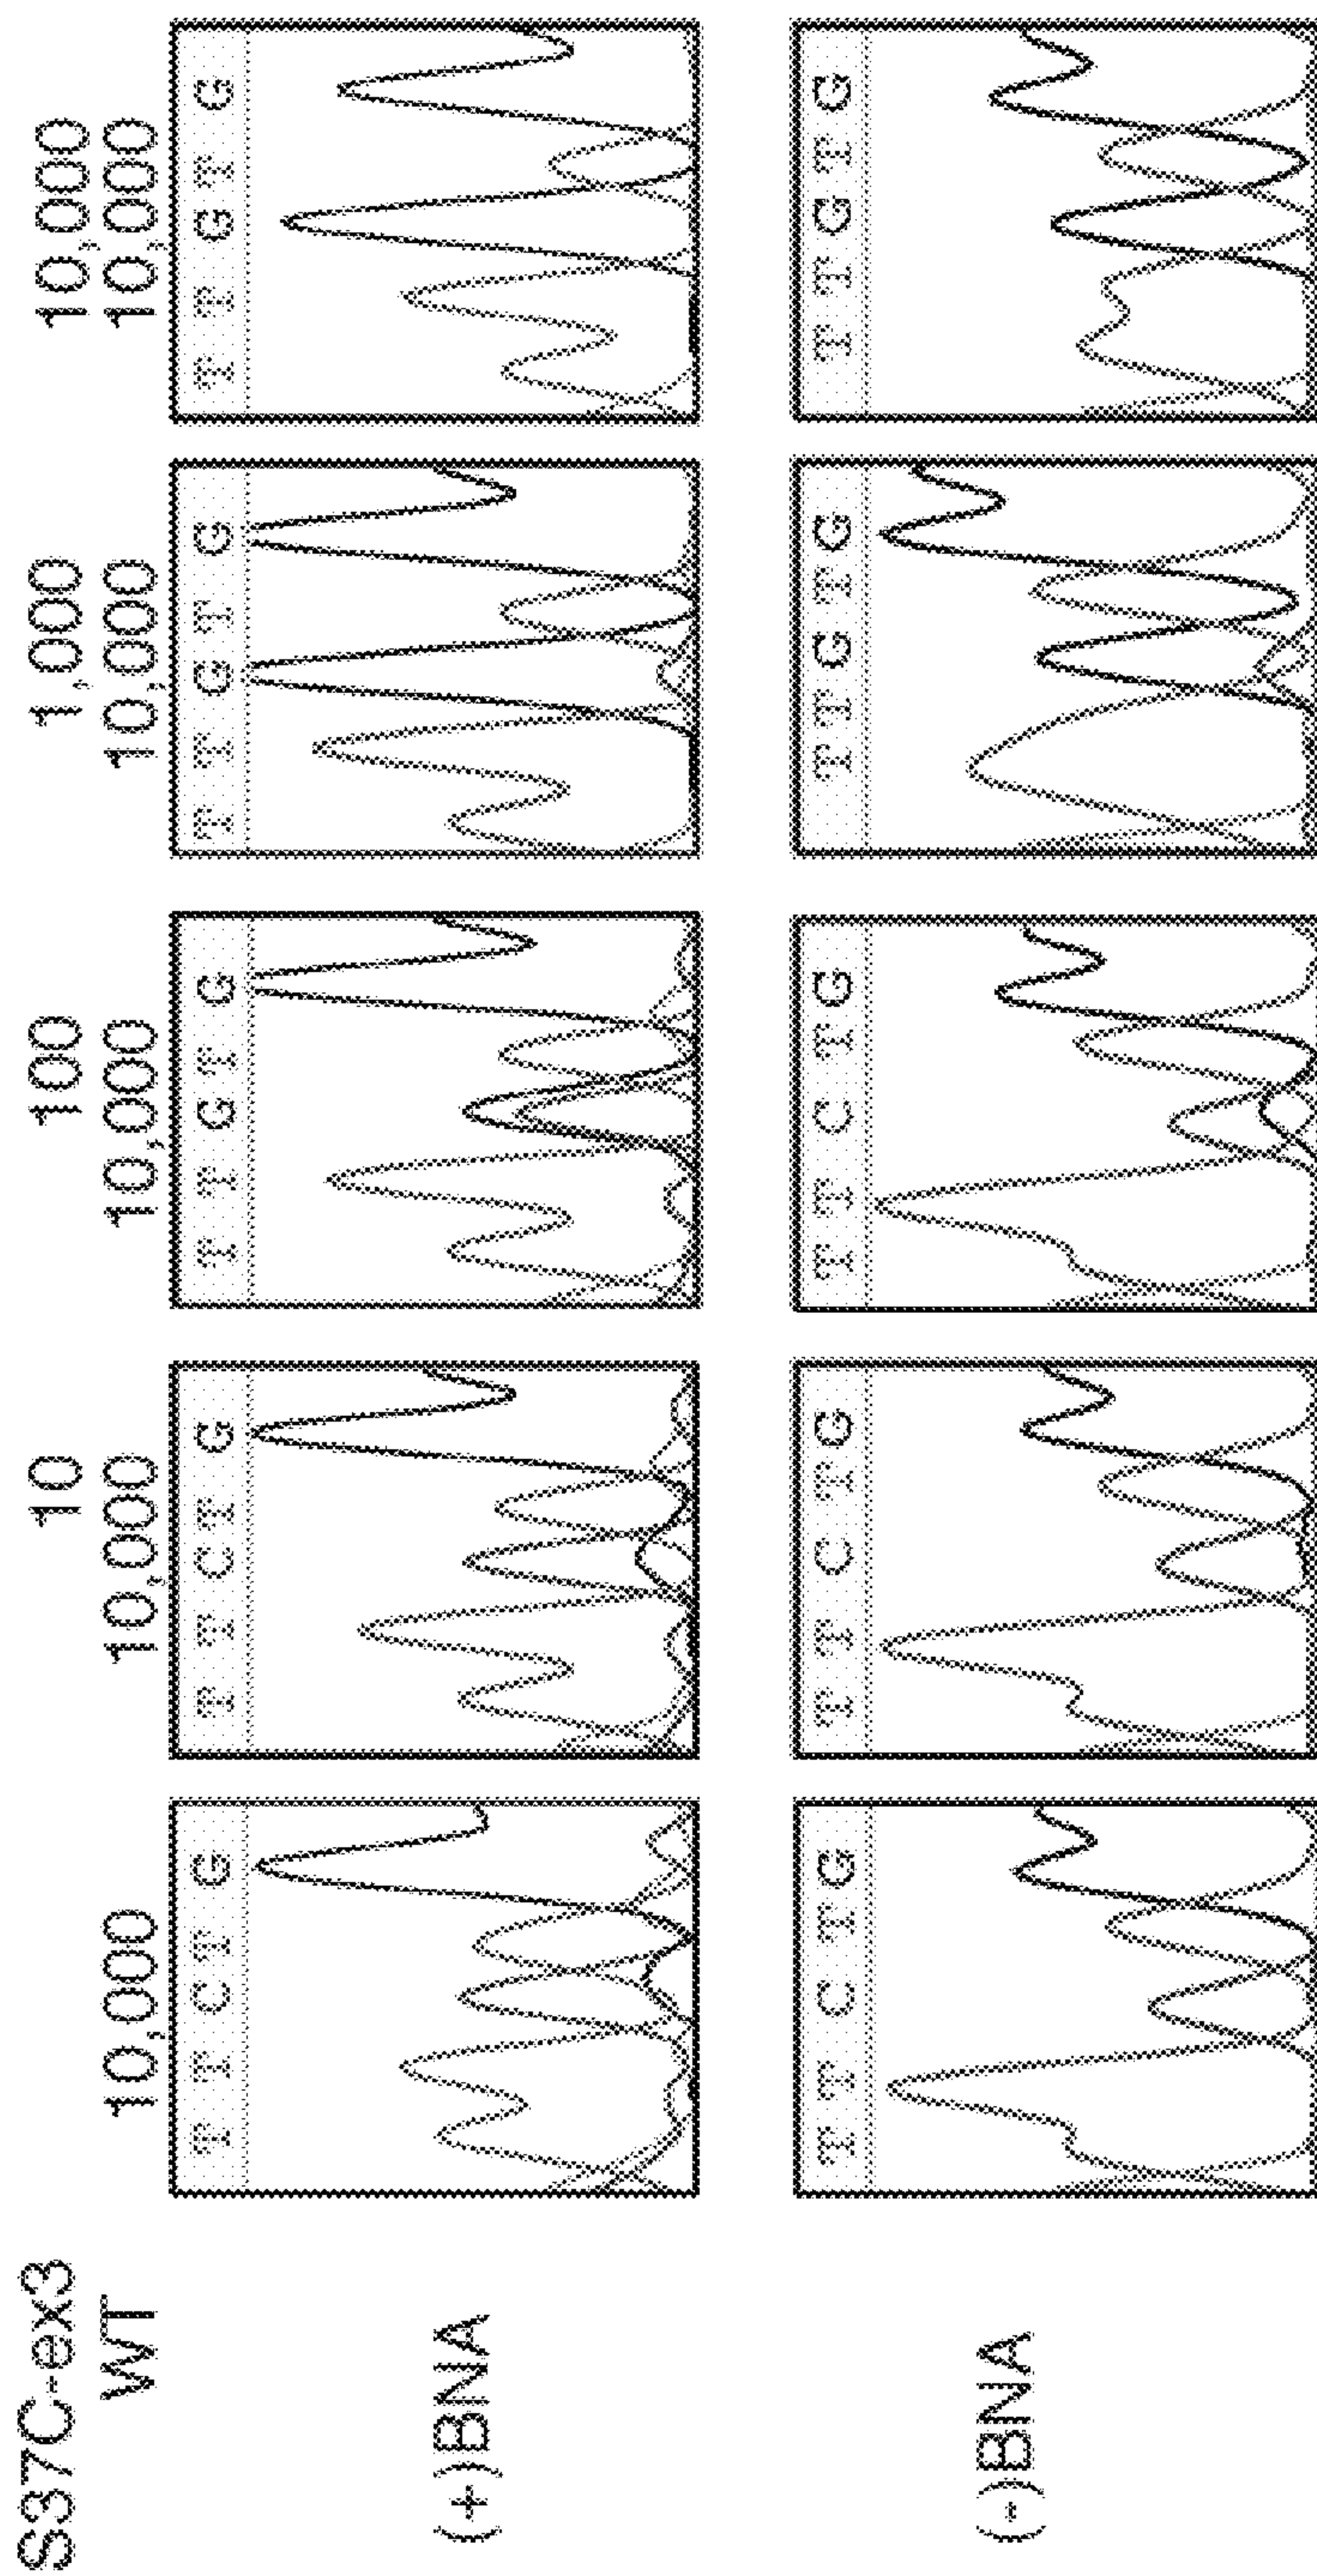 S37C-ex3 10 100 1,000 10,000
WT 10,000 10,000 10,000 10,000 10,000
(+)BNA
T T C T G
T T C T G
T T G T G
T T G T G
T T G T G
(-)BNA
T T C T G
T T C T G
T T C T G
T T G T G
T T G T G